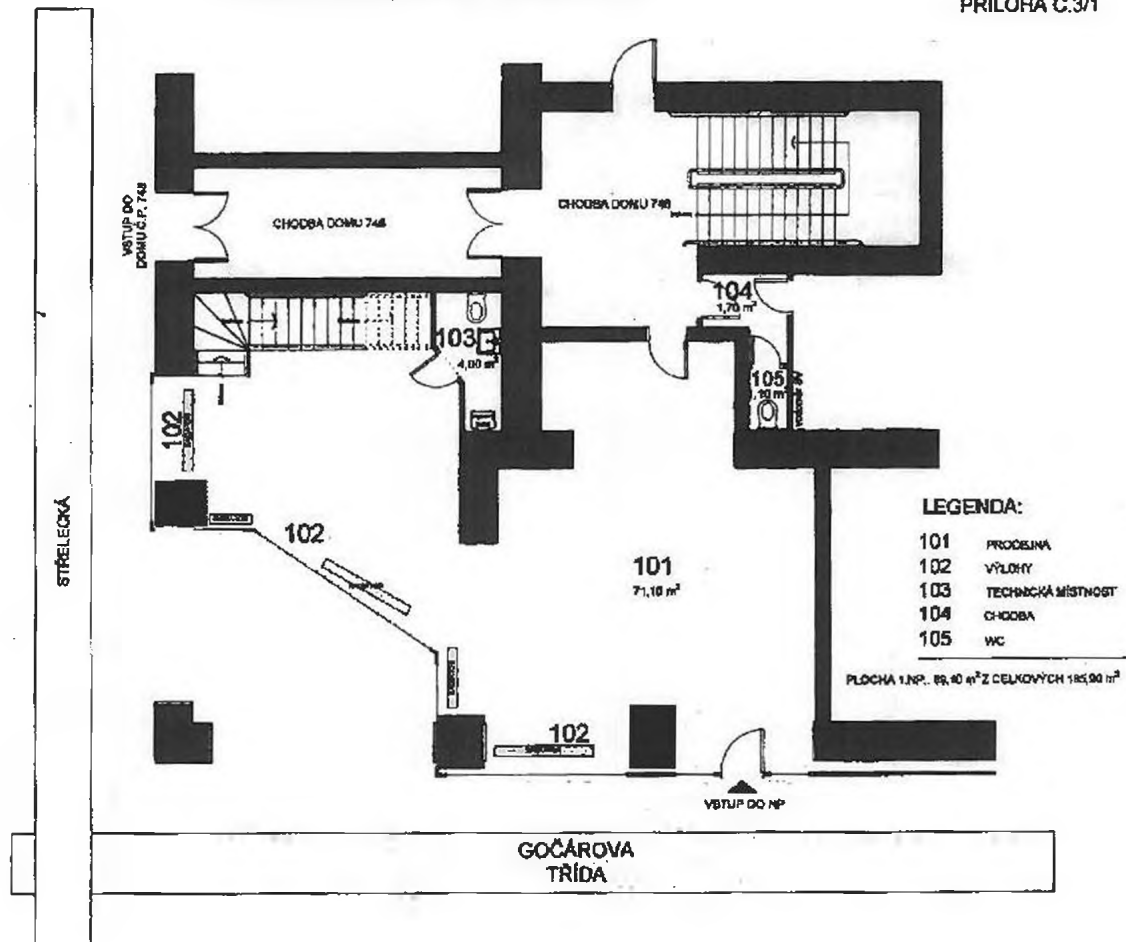 PŘÍLOHA Č.3/1
VSTUP DO
DOMU Č.P. 748
CHODBA DOMU 748
CHODBA DOMU 748
104
1,70 m²
103
4,00 m²
105
102
STŘELECKÁ
102
101
71,10 m²
LEGENDA:
101 PRODEJNA
102 VÝLOHY
103 TECHNICKÁ MÍSTNOST
104 CHODBA
105 WC
PLOCHA 1.NP.. 89,40 m² Z CELKOVÝCH 185,90 m²
102
VSTUP DO NP
GOČÁROVA
TŘÍDA